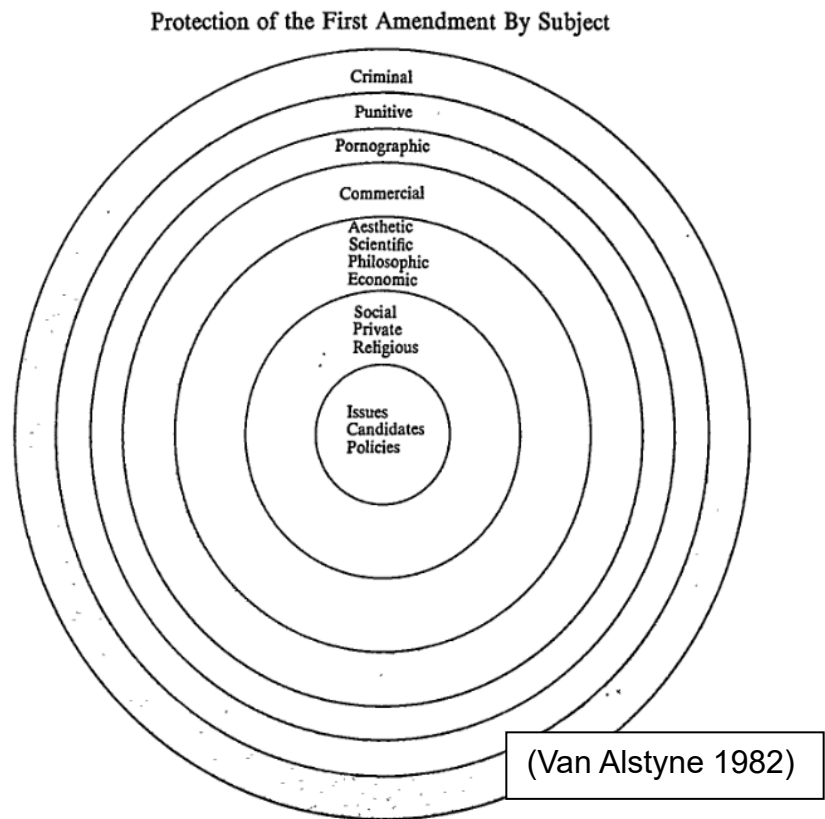 Protection of the First Amendment By Subject
Criminal
Punitive
Pornographic
Commercial
Aesthetic
Scientific
Philosophic
Economic
Social
Private
Religious
Issues
Candidates
Policies
(Van Alstyne 1982)